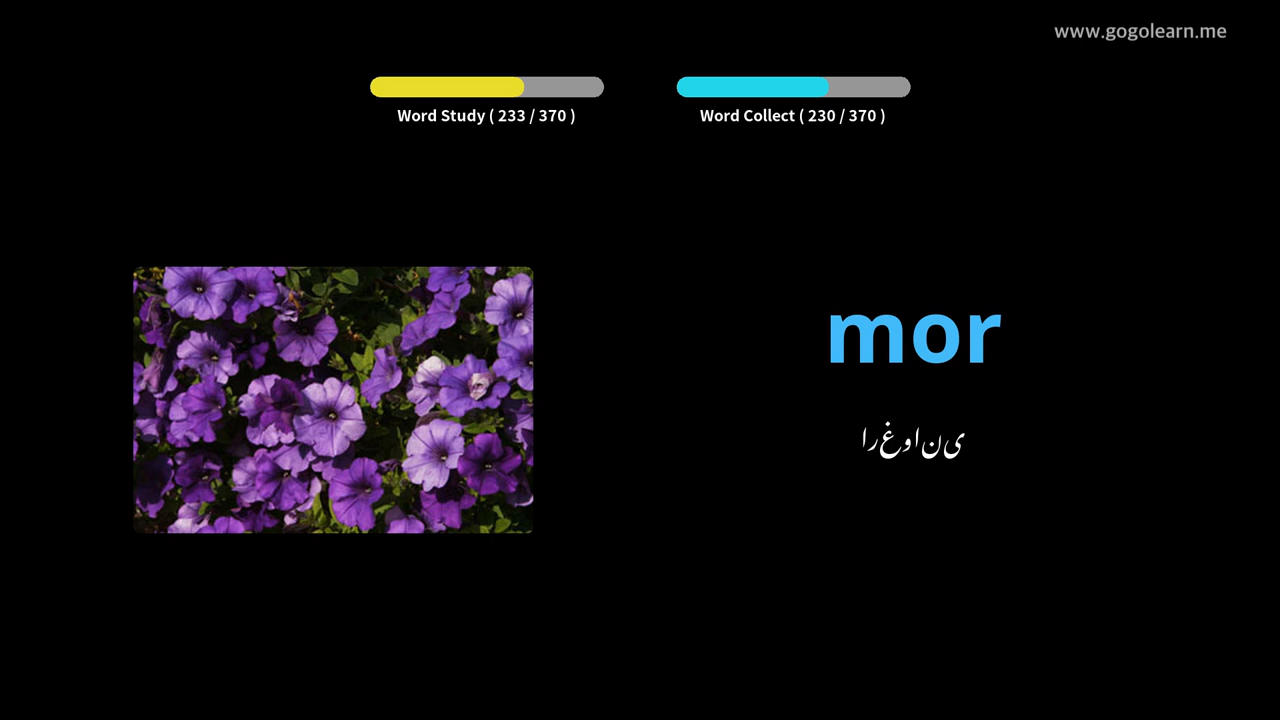 www.gogolearn.me
Word Study ( 233 / 370 )
Word Collect ( 230 / 370 )
mor
ارغوانی